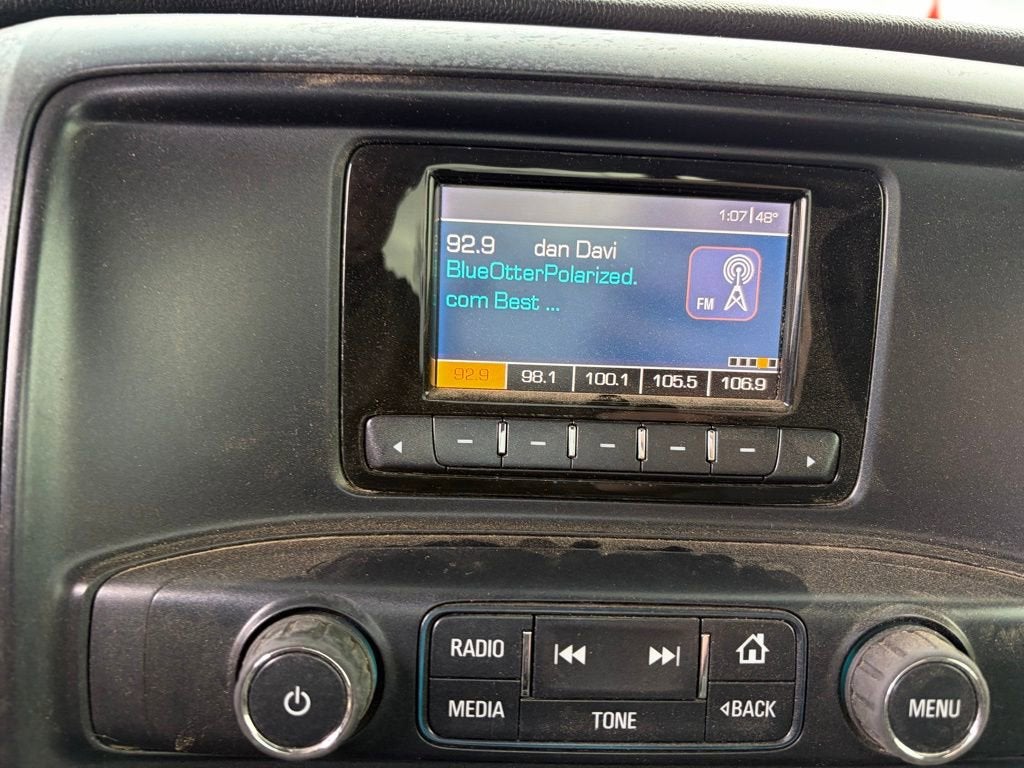 1:07 48°
92.9 dan Davi
BlueOtterPolarized.
com Best ...
FM
92.9 98.1 100.1 105.5 106.9
RADIO
MEDIA
TONE
BACK
MENU